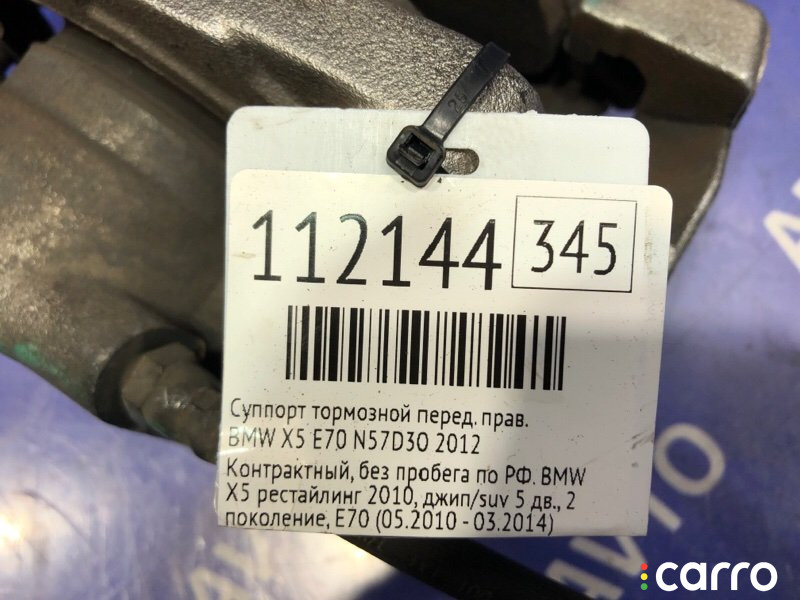 112144 345
Суппорт тормозной перед. прав.
BMW X5 E70 N57D30 2012
Контрактный, без пробега по РФ. BMW
X5 рестайлинг 2010, джип/suv 5 дв., 2
поколение, E70 (05.2010 - 03.2014)
АВТО
carro